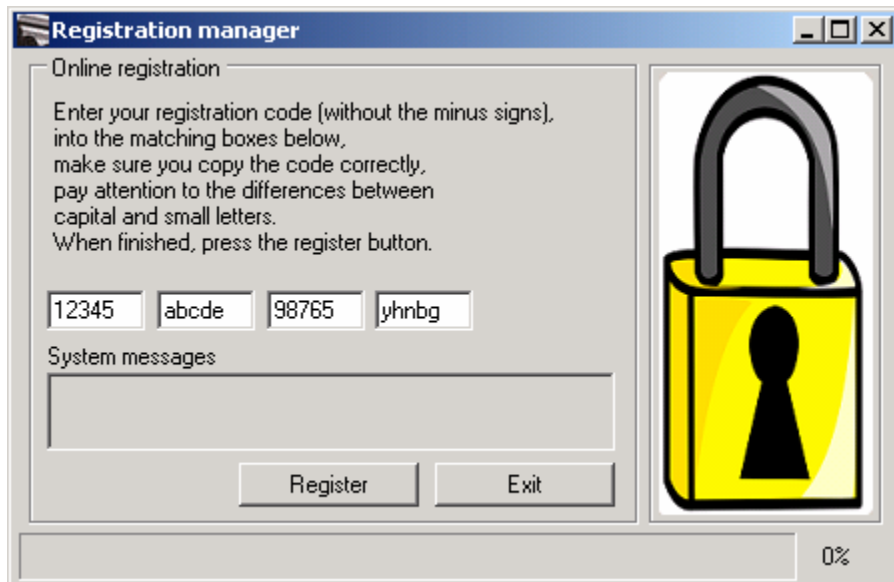 Registration manager
Online registration
Enter your registration code (without the minus signs),
into the matching boxes below,
make sure you copy the code correctly,
pay attention to the differences between
capital and small letters.
When finished, press the register button.
12345 abcde 98765 yhnbg
System messages
Register Exit
0%